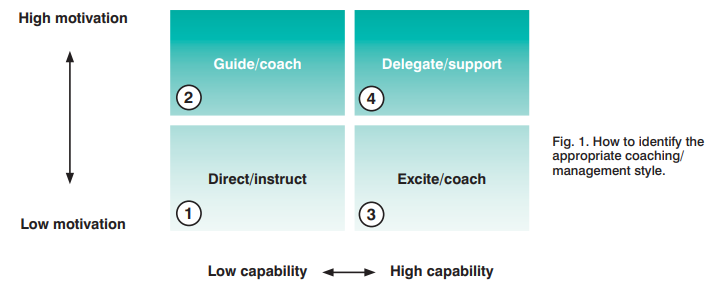 High motivation
Guide/coach
2
Delegate/support
4
Direct/instruct
1
Excite/coach
3
Low motivation
Low capability
High capability
Fig. 1. How to identify the
appropriate coaching/
management style.